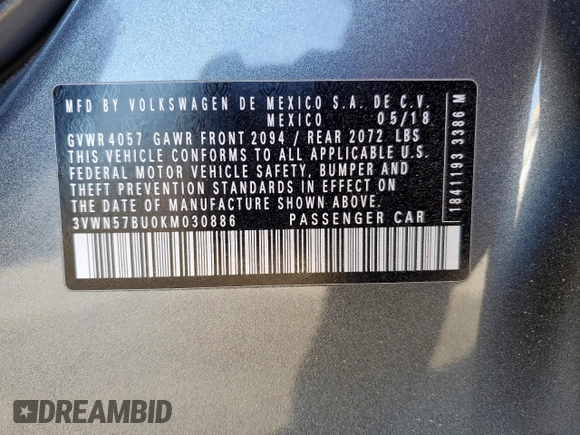 MFD BY VOLKSWAGEN DE MEXICO S.A. DE C.V.
MEXICO 05/18
GVWR 4057 GAWR FRONT 2094 / REAR 2072 LBS
THIS VEHICLE CONFORMS TO ALL APPLICABLE U.S.
FEDERAL MOTOR VEHICLE SAFETY, BUMPER AND
THEFT PREVENTION STANDARDS IN EFFECT ON
THE DATE OF MANUFACTURE SHOWN ABOVE.
3VWN57BU0KM030886 PASSENGER CAR
1841193 3386 M
DREAMBID